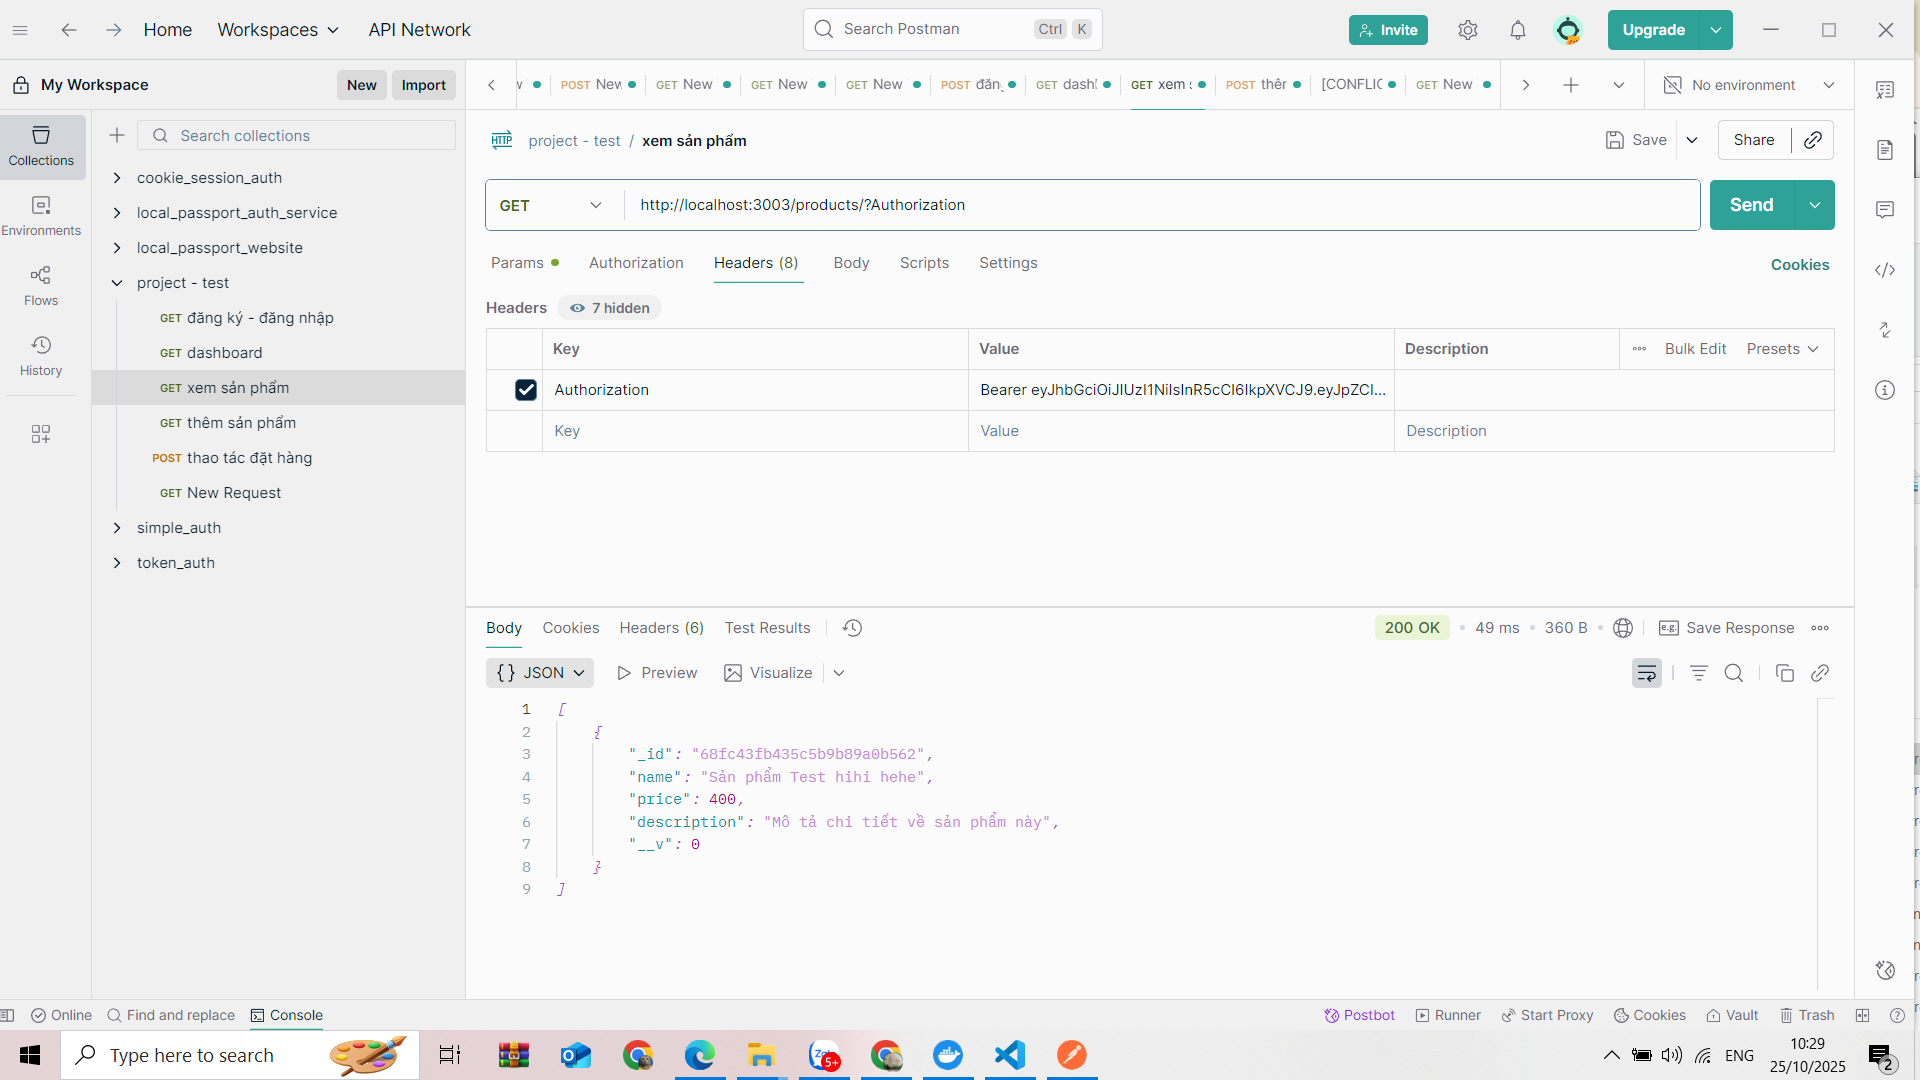 Home
Workspaces
API Network
Search Postman
Ctrl
K
Invite
Upgrade
My Workspace
New
Import
POST New
GET New
GET New
GET New
POST đăn
GET dashl
GET xem s
POST thêr
[CONFLIC
GET New
No environment
Collections
Environments
Flows
History
Search collections
cookie_session_auth
local_passport_auth_service
local_passport_website
project - test
GET đăng ký - đăng nhập
GET dashboard
GET xem sản phẩm
GET thêm sản phẩm
POST thao tác đặt hàng
GET New Request
simple_auth
token_auth
HTTP project - test / xem sản phẩm
Save
Share
GET
http://localhost:3003/products/?Authorization
Send
Params
Authorization
Headers (8)
Body
Scripts
Settings
Cookies
Headers
7 hidden
Key
Value
Description
Bulk Edit
Presets
Authorization
Bearer eyJhbGciOiJIUzI1NiIsInR5cCI6IkpXVCJ9.eyJpZCI...
Key
Value
Description
Body
Cookies
Headers (6)
Test Results
200 OK
49 ms
360 B
e.g.
Save Response
{} JSON
Preview
Visualize
1 [
2 {
3 "_id": "68fc43fb435c5b9b89a0b562",
4 "name": "Sản phẩm Test hihi hehe",
5 "price": 400,
6 "description": "Mô tả chi tiết về sản phẩm này",
7 "__v": 0
8 }
9 ]
Online
Find and replace
Console
Postbot
Runner
Start Proxy
Cookies
Vault
Trash
Type here to search
5+
ENG
10:29
25/10/2025
2